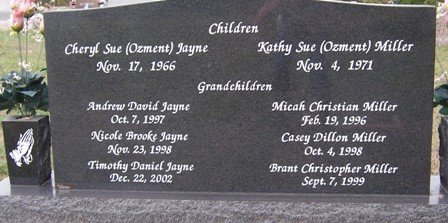 Children
Cheryl Sue (Ozment) Jayne
Nov. 17, 1966
Kathy Sue (Ozment) Miller
Nov. 4, 1971
Grandchildren
Andrew David Jayne
Oct. 7, 1997
Nicole Brooke Jayne
Nov. 23, 1998
Timothy Daniel Jayne
Dec. 22, 2002
Micah Christian Miller
Feb. 19, 1996
Casey Dillon Miller
Oct. 4, 1998
Brant Christopher Miller
Sept. 7, 1999